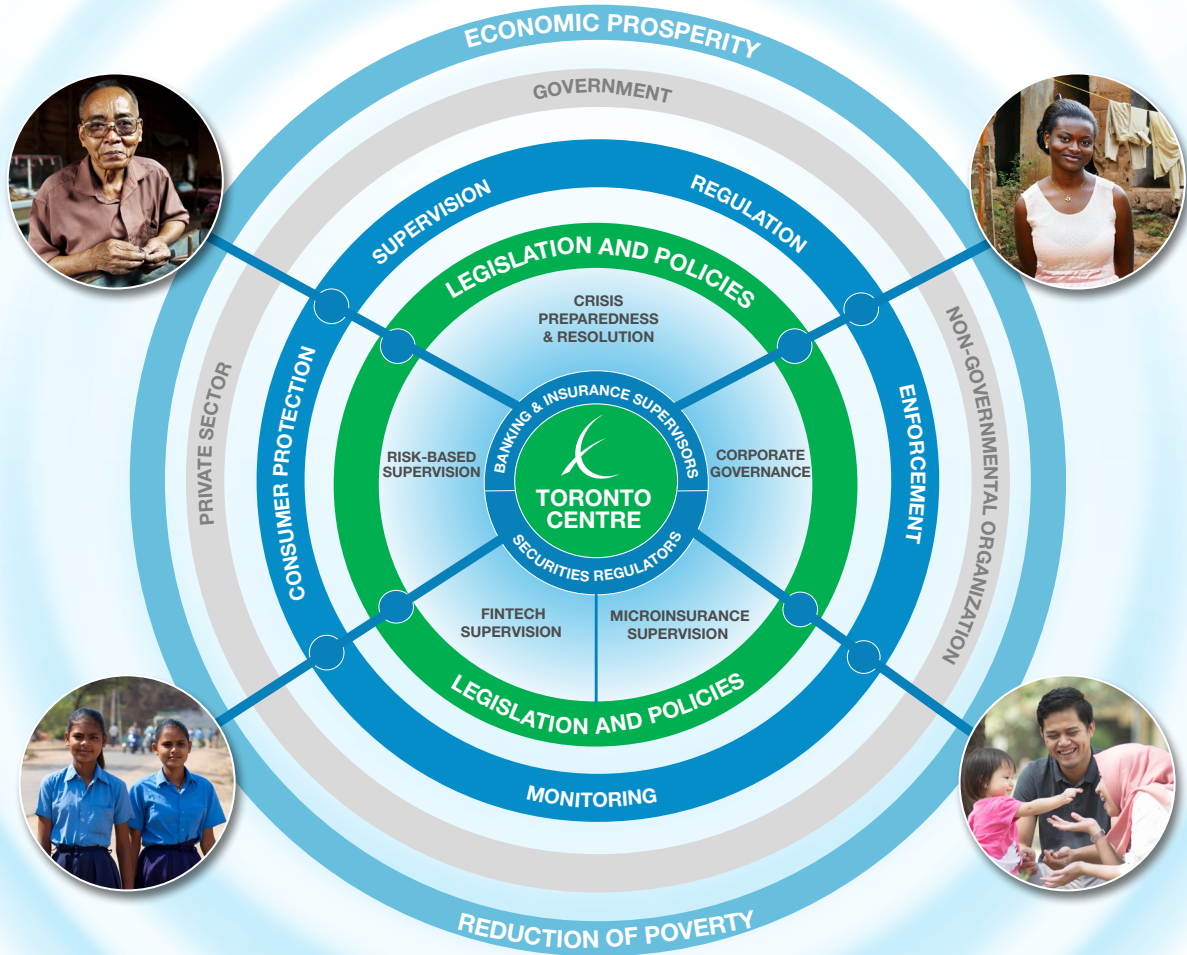 ECONOMIC PROSPERITY
GOVERNMENT
SUPERVISION
REGULATION
LEGISLATION AND POLICIES
CRISIS
PREPAREDNESS
& RESOLUTION
PRIVATE SECTOR
CONSUMER PROTECTION
RISK-BASED
SUPERVISION
BANKING & INSURANCE SUPERVISORS
TORONTO
CENTRE
SECURITIES REGULATORS
CORPORATE
GOVERNANCE
ENFORCEMENT
NON-GOVERNMENTAL ORGANIZATION
FINTECH
SUPERVISION
MICROINSURANCE
SUPERVISION
LEGISLATION AND POLICIES
MONITORING
REDUCTION OF POVERTY